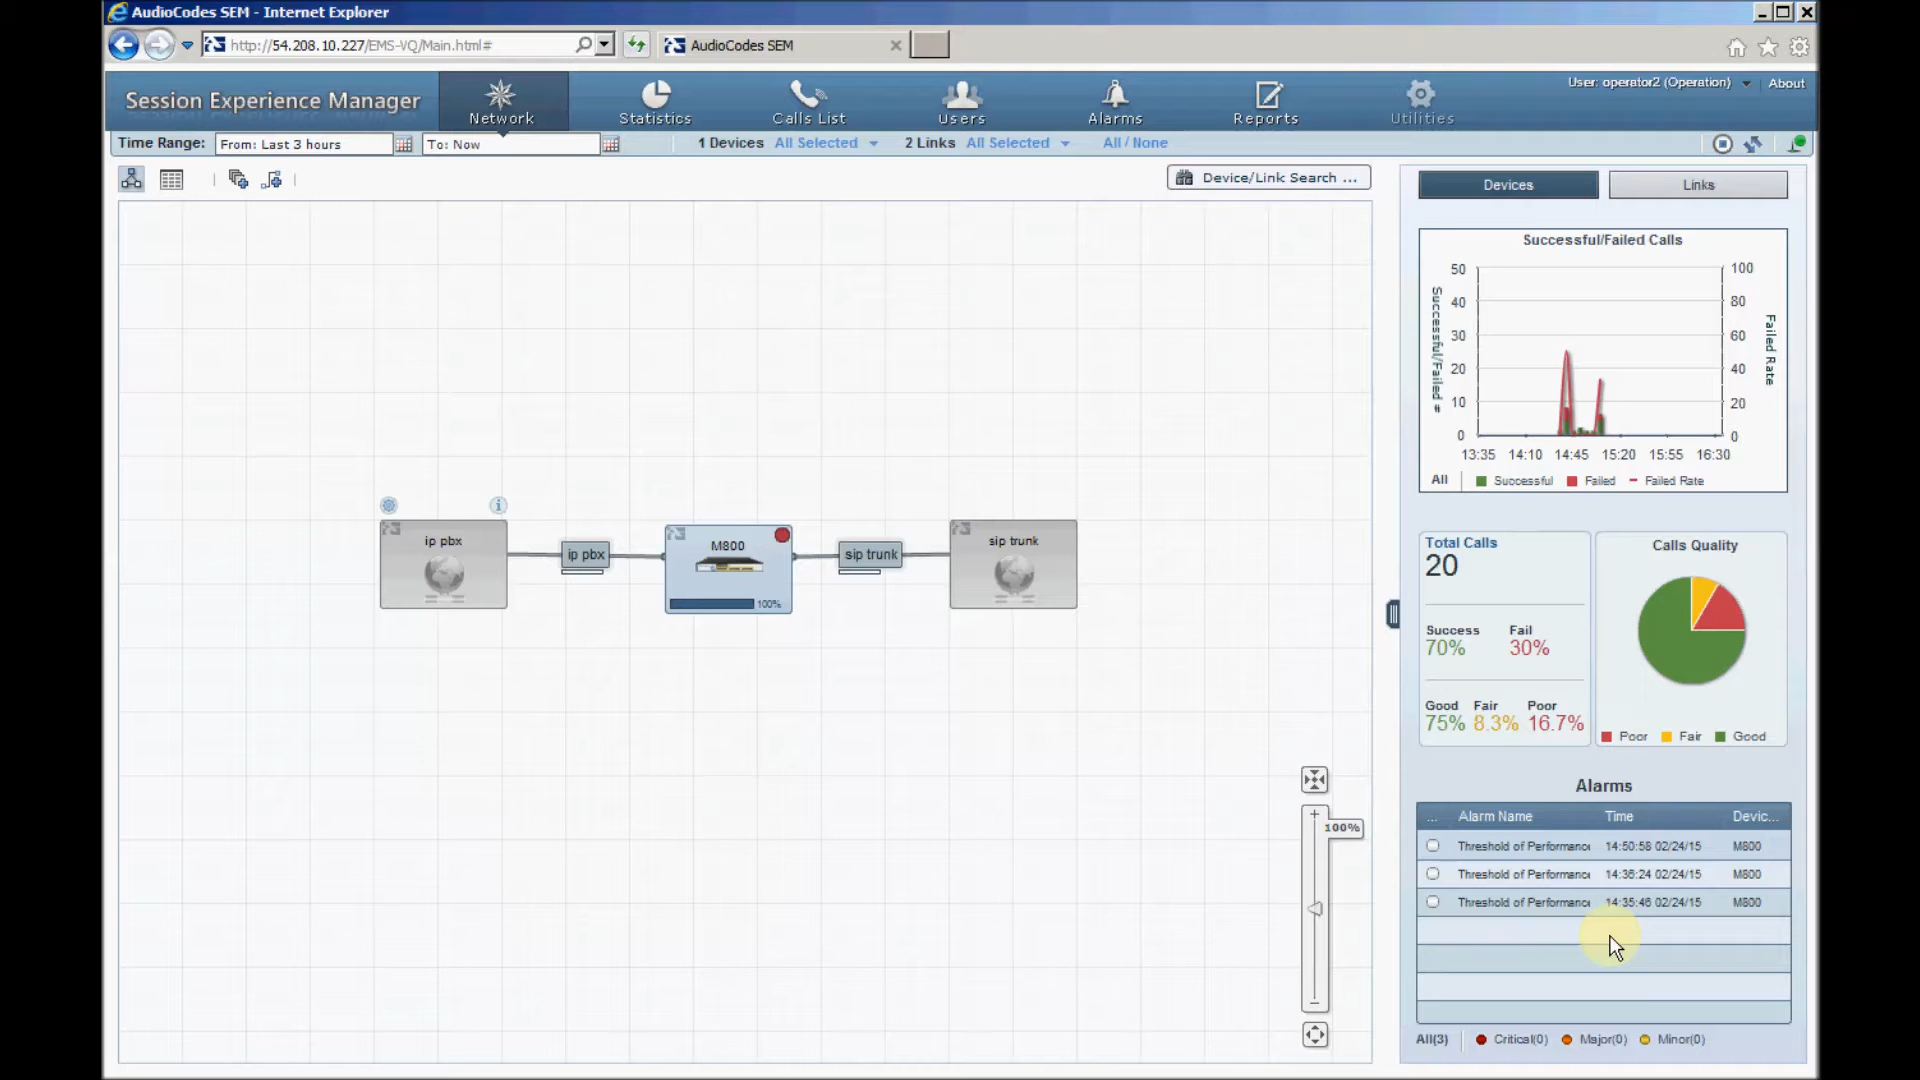 AudioCodes SEM - Internet Explorer
http://54.208.10.227/EMS-VQ/Main.html#
AudioCodes SEM
Session Experience Manager
Network
Statistics
Calls List
Users
Alarms
Reports
Utilities
User: operator2 (Operation)
About
Time Range:
From: Last 3 hours
To: Now
1 Devices All Selected
2 Links All Selected
All / None
Device/Link Search ...
Devices
Links
Successful/Failed Calls
Successful/Failed #
50
40
30
20
10
0
100
80
60
40
20
0
Failed Rate
13:35 14:10 14:45 15:20 15:55 16:30
All Successful Failed Failed Rate
ip pbx
ip pbx
M800
100%
sip trunk
sip trunk
Total Calls
20
Success Fail
70% 30%
Good Fair Poor
75% 8.3% 16.7%
Calls Quality
Poor Fair Good
100%
Alarms
... Alarm Name Time Devic...
Threshold of Performance 14:50:58 02/24/15 M800
Threshold of Performance 14:36:24 02/24/15 M800
Threshold of Performance 14:35:46 02/24/15 M800
All(3) Critical(0) Major(0) Minor(0)